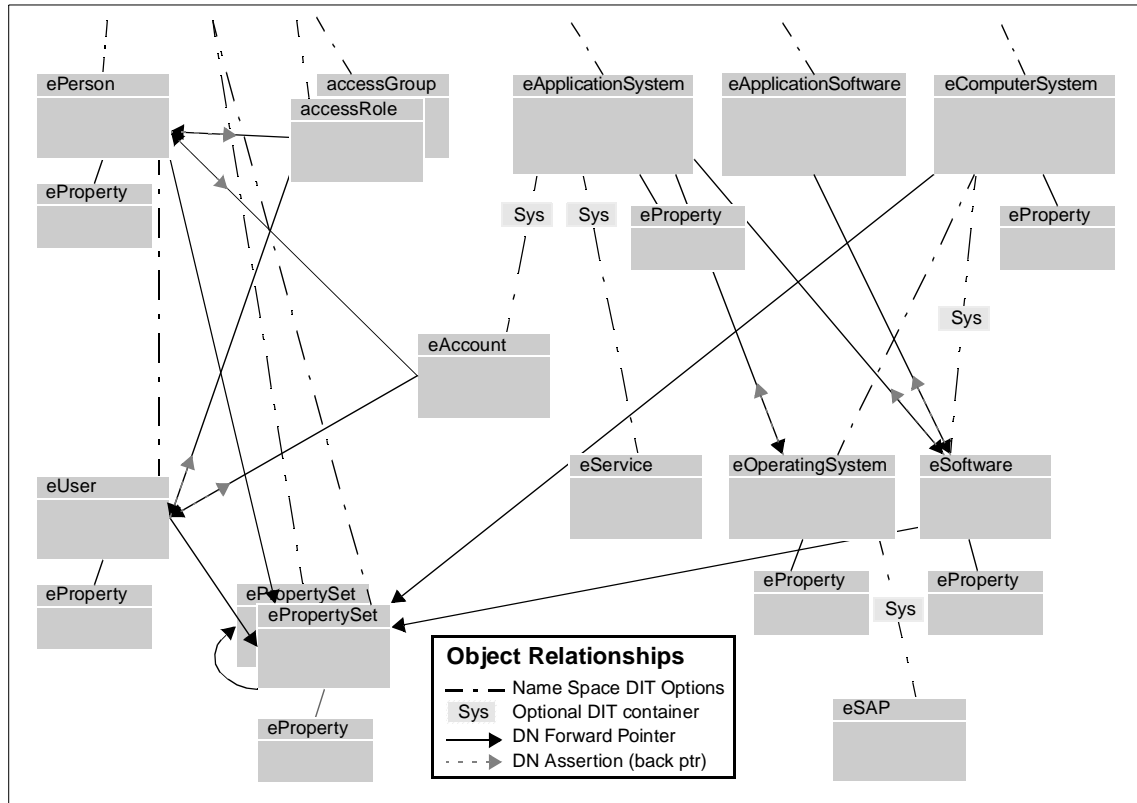 ePerson
accessGroup
eApplicationSystem
eApplicationSoftware
eComputerSystem
accessRole
eProperty
Sys
Sys
eProperty
eProperty
Sys
eAccount
eUser
eService
eOperatingSystem
eSoftware
eProperty
ePropertySet
ePropertySet
eProperty
eProperty
Sys
Object Relationships
Name Space DIT Options
Sys Optional DIT container
DN Forward Pointer
DN Assertion (back ptr)
eProperty
eSAP